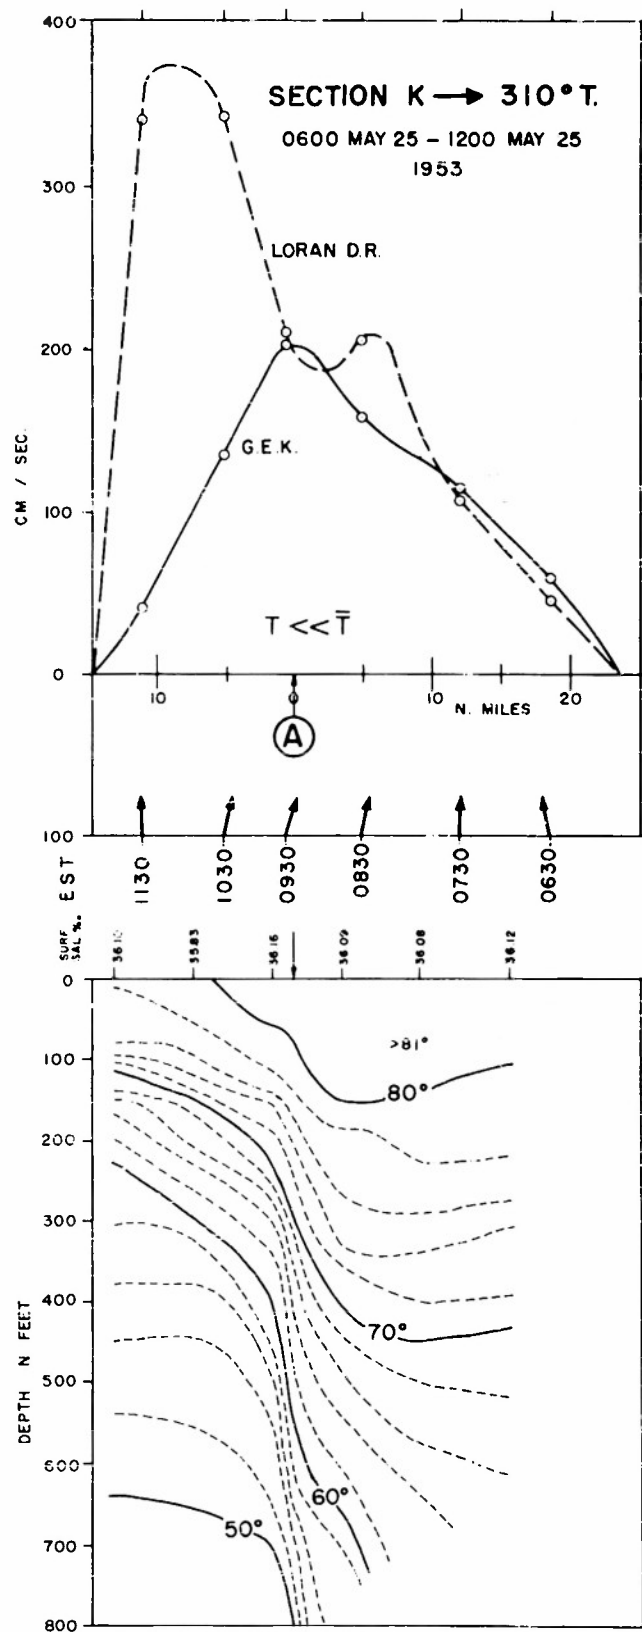 400
SECTION K → 310° T.
0600 MAY 25 – 1200 MAY 25
1953
300
LORAN D.R.
200
G.E.K.
CM / SEC.
100
T << T̄
0
10 0 10 20
N. MILES
A
100
EST 1130 1030 0930 0830 0730 0630
SURF. SAL ‰ 36.10 35.83 36.16 36.09 36.08 36.12
0
>81°
100
80°
200
300
400
70°
DEPTH N FEET
500
600
60°
50°
700
800